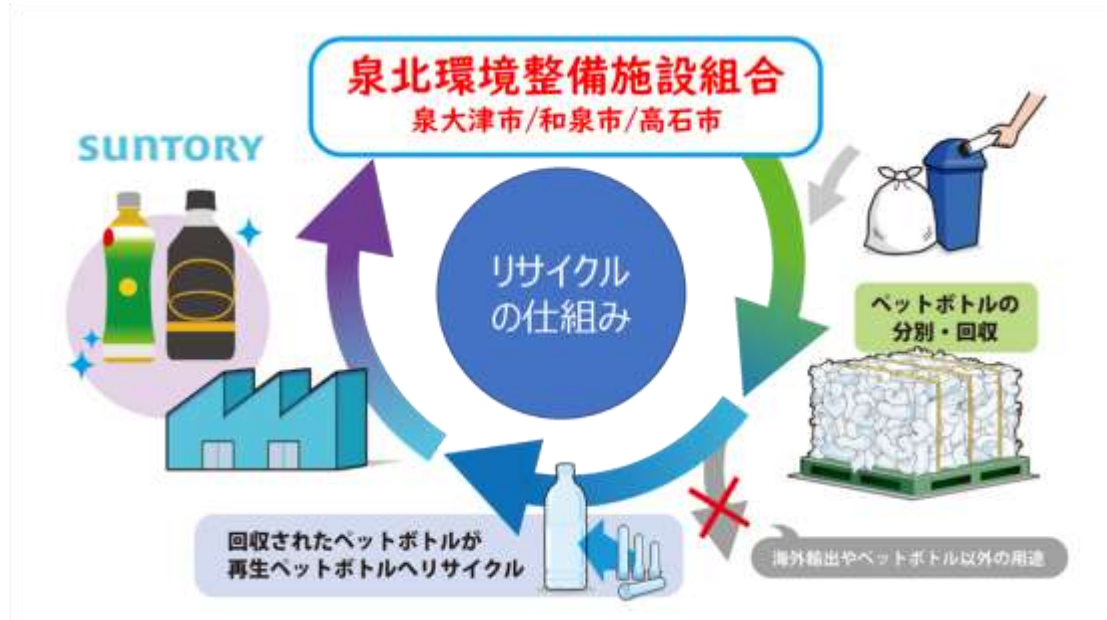 泉北環境整備施設組合
泉大津市/和泉市/高石市
SUNTORY
リサイクル
の仕組み
ペットボトルの
分別・回収
回収されたペットボトルが
再生ペットボトルへリサイクル
海外輸出やペットボトル以外の用途